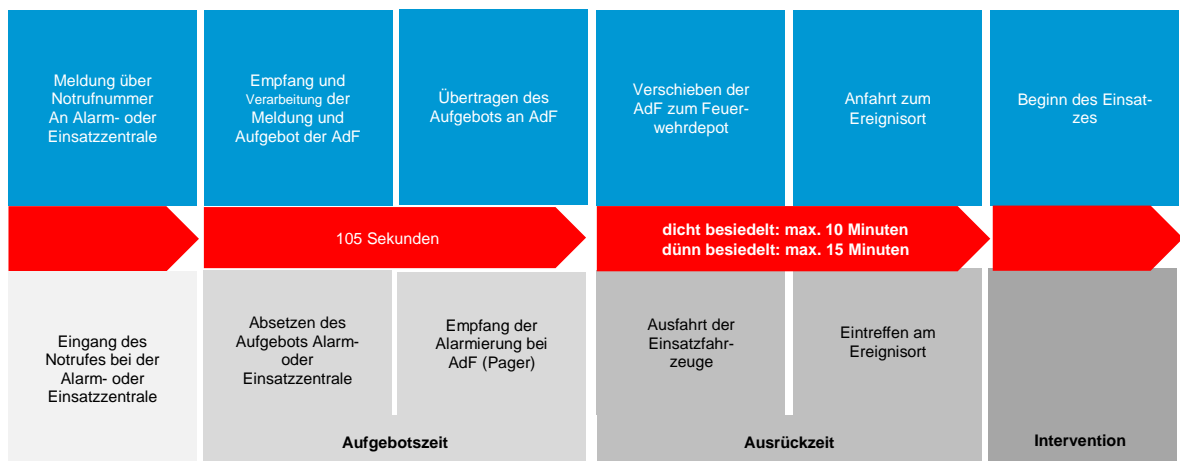 Meldung über
Notrufnummer
An Alarm- oder
Einsatzzentrale
Empfang und
Verarbeitung der
Meldung und
Aufgebot der AdF
Übertragen des
Aufgebots an AdF
Verschieben der
AdF zum Feuer-
wehrdepot
Anfahrt zum
Ereignisort
Beginn des Einsat-
zes
105 Sekunden
dicht besiedelt: max. 10 Minuten
dünn besiedelt: max. 15 Minuten
Eingang des
Notrufes bei der
Alarm- oder
Einsatzzentrale
Absetzen des
Aufgebots Alarm-
oder
Einsatzzentrale
Empfang der
Alarmierung bei
AdF (Pager)
Ausfahrt der
Einsatzfahr-
zeuge
Eintreffen am
Ereignisort
Aufgebotszeit
Ausrückzeit
Intervention